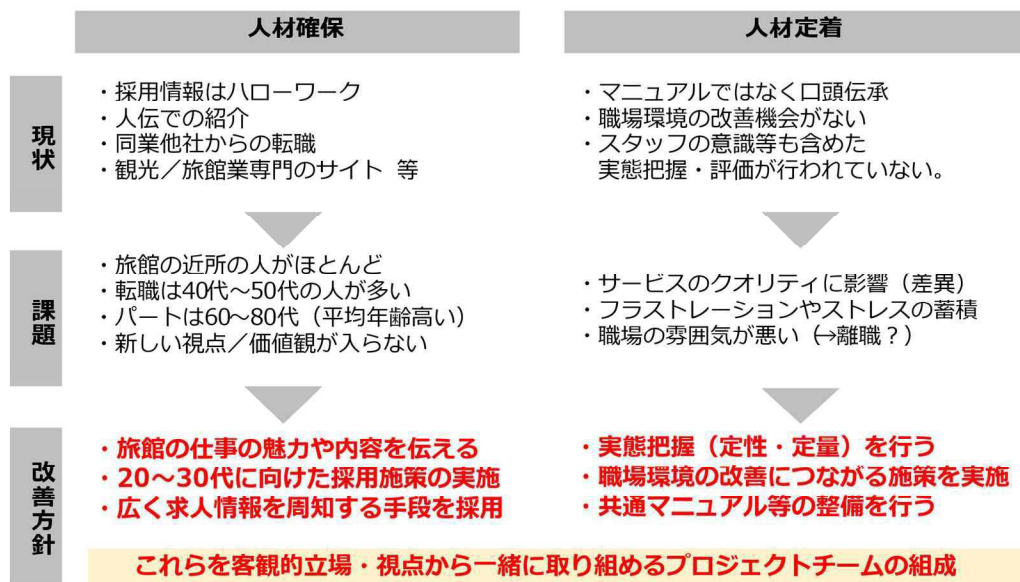 人材確保
人材定着
現状
・採用情報はハローワーク
・人伝での紹介
・同業他社からの転職
・観光／旅館業専門のサイト 等
・マニュアルではなく口頭伝承
・職場環境の改善機会がない
・スタッフの意識等も含めた
実態把握・評価が行われていない。
課題
・旅館の近所の人がほとんど
・転職は40代～50代の人が多い
・パートは60～80代（平均年齢高い）
・新しい視点／価値観が入らない
・サービスのクオリティに影響（差異）
・フラストレーションやストレスの蓄積
・職場の雰囲気が悪い（→離職？）
改善方針
・旅館の仕事の魅力や内容を伝える
・20～30代に向けた採用施策の実施
・広く求人情報を周知する手段を採用
・実態把握（定性・定量）を行う
・職場環境の改善につながる施策を実施
・共通マニュアル等の整備を行う
これらを客観的立場・視点から一緒に取り組めるプロジェクトチームの組成